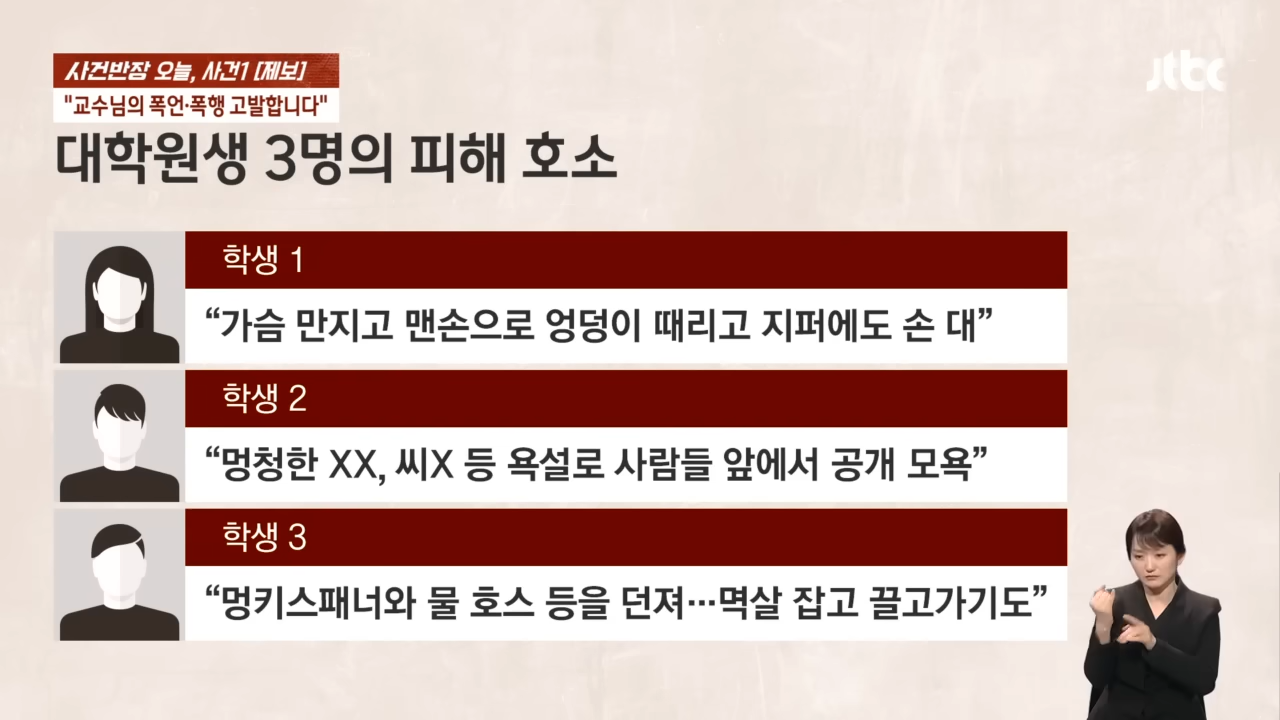 사건반장 오늘, 사건1 [제보]
jtbc
"교수님의 폭언·폭행 고발합니다"
대학원생 3명의 피해 호소
학생 1
“가슴 만지고 맨손으로 엉덩이 때리고 지퍼에도 손 대”
학생 2
“멍청한 XX, 씨X 등 욕설로 사람들 앞에서 공개 모욕”
학생 3
“멍키스패너와 물 호스 등을 던져…멱살 잡고 끌고가기도”